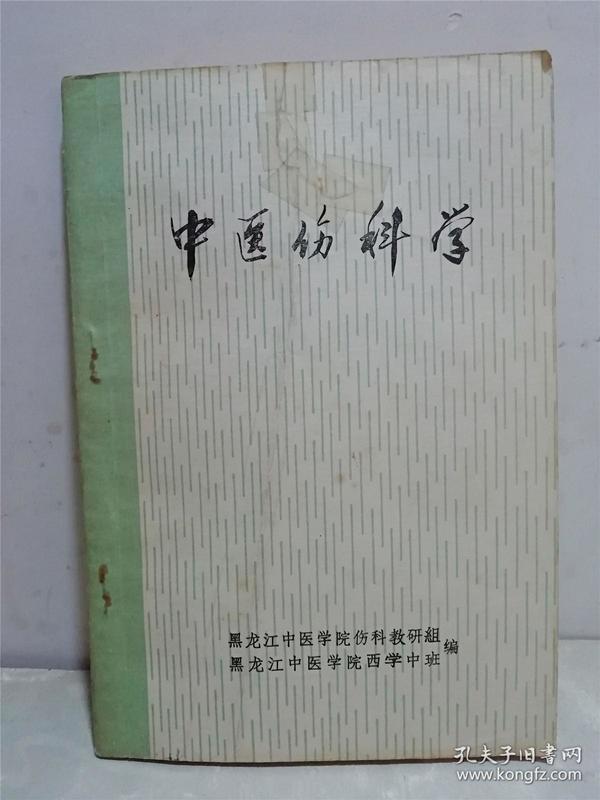 中医伤科学
黑龙江中医学院伤科教研組
黑龙江中医学院西学中班
编
孔夫子旧書网
www.kongfz.com